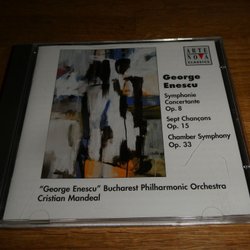 ARTE
NOVA
CLASSICS
George
Enescu
Symphonie
Concertante
Op. 8
Sept Chançons
Op. 15
Chamber Symphony
Op. 33
"George Enescu" Bucharest Philharmonic Orchestra
Cristian Mandeal